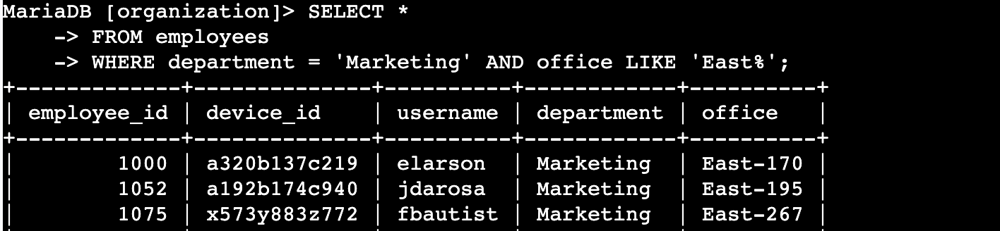 MariaDB [organization]> SELECT *
    -> FROM employees
    -> WHERE department = 'Marketing' AND office LIKE 'East%';
+-------------+--------------+----------+------------+----------+
| employee_id | device_id    | username | department | office   |
+-------------+--------------+----------+------------+----------+
|        1000 | a320b137c219 | elarson  | Marketing  | East-170 |
|        1052 | a192b174c940 | jdarosa  | Marketing  | East-195 |
|        1075 | x573y883z772 | fbautist | Marketing  | East-267 |